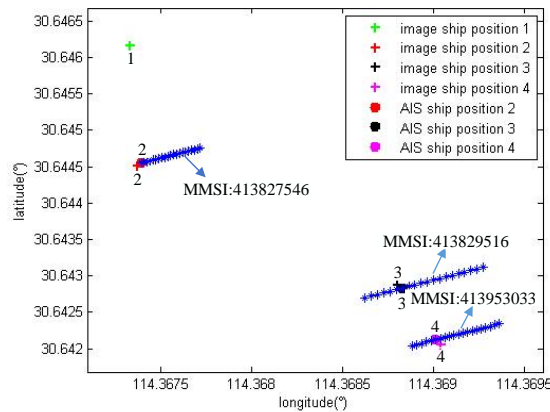 30.6465
30.646
30.6455
30.645
30.6445
30.644
30.6435
30.643
30.6425
30.642
latitude(°)
114.3675
114.368
114.3685
114.369
114.3695
longitude(°)
image ship position 1
image ship position 2
image ship position 3
image ship position 4
AIS ship position 2
AIS ship position 3
AIS ship position 4
1
2
2
MMSI:413827546
MMSI:413829516
3
3
MMSI:413953033
4
4